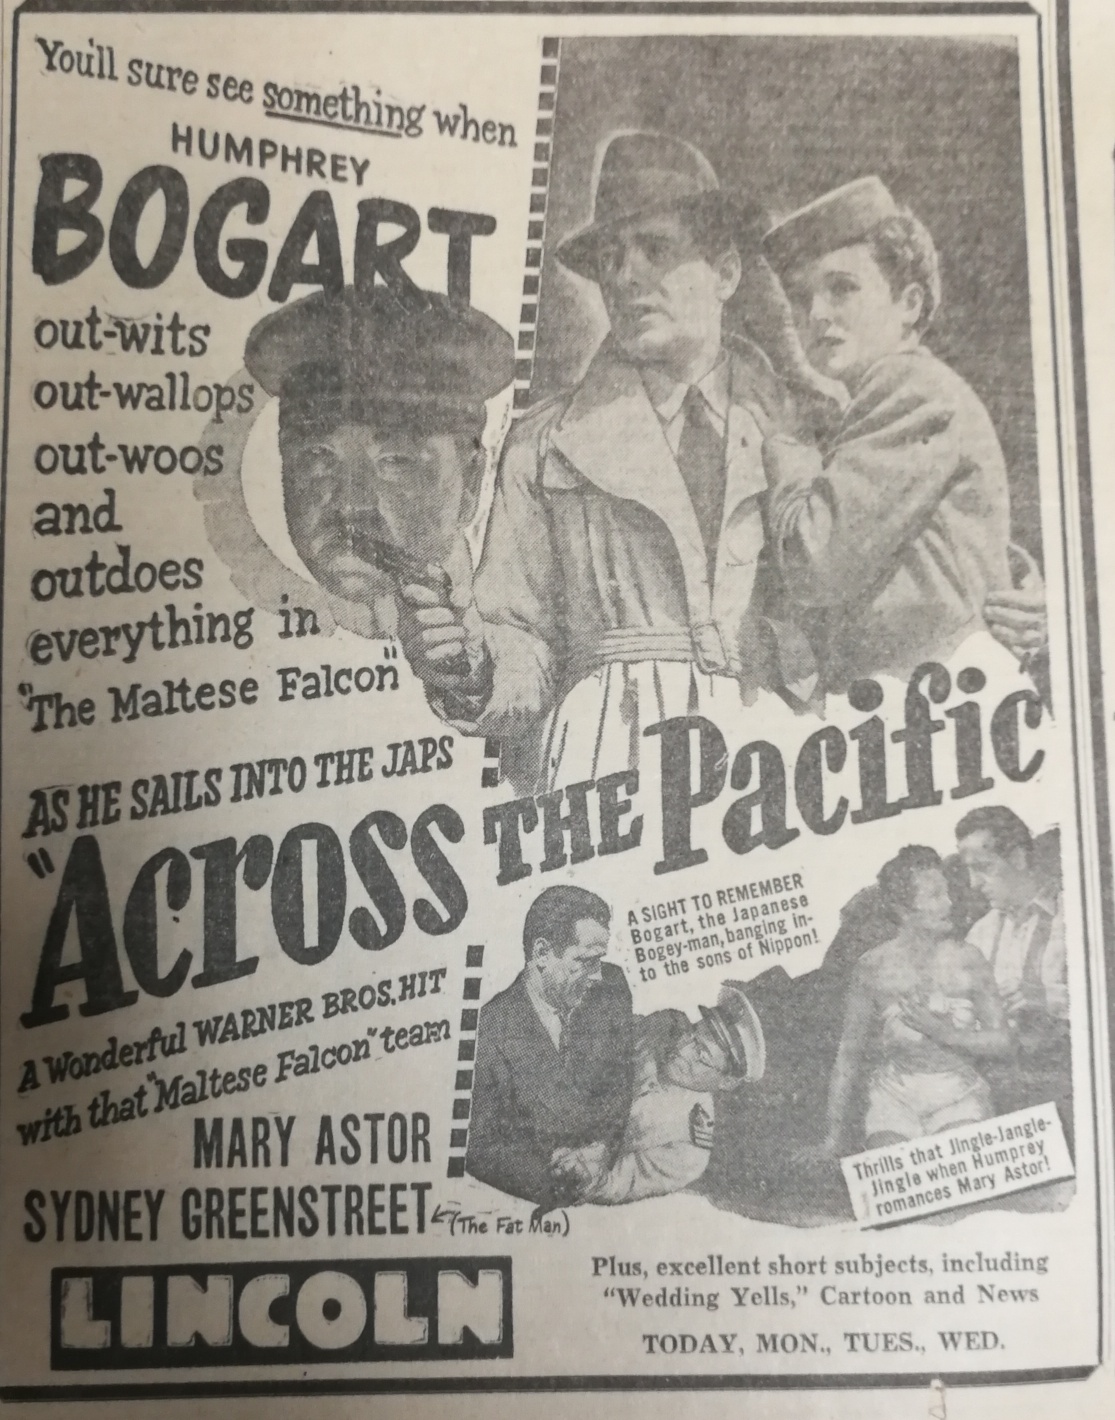 You'll sure see something when
HUMPHREY
BOGART
out-wits
out-wallops
out-woos
and
outdoes
everything in
"The Maltese Falcon"
AS HE SAILS INTO THE JAPS
"ACROSS THE Pacific
A SIGHT TO REMEMBER
Bogart, the Japanese
Bogey-man, banging in-
to the sons of Nippon!
A Wonderful WARNER BROS. HIT
with that "Maltese Falcon" team
MARY ASTOR
SYDNEY GREENSTREET
(The Fat Man)
Thrills that Jingle-Jangle-
Jingle when Humprey
romances Mary Astor!
LINCOLN
Plus, excellent short subjects, including
"Wedding Yells," Cartoon and News
TODAY, MON., TUES., WED.